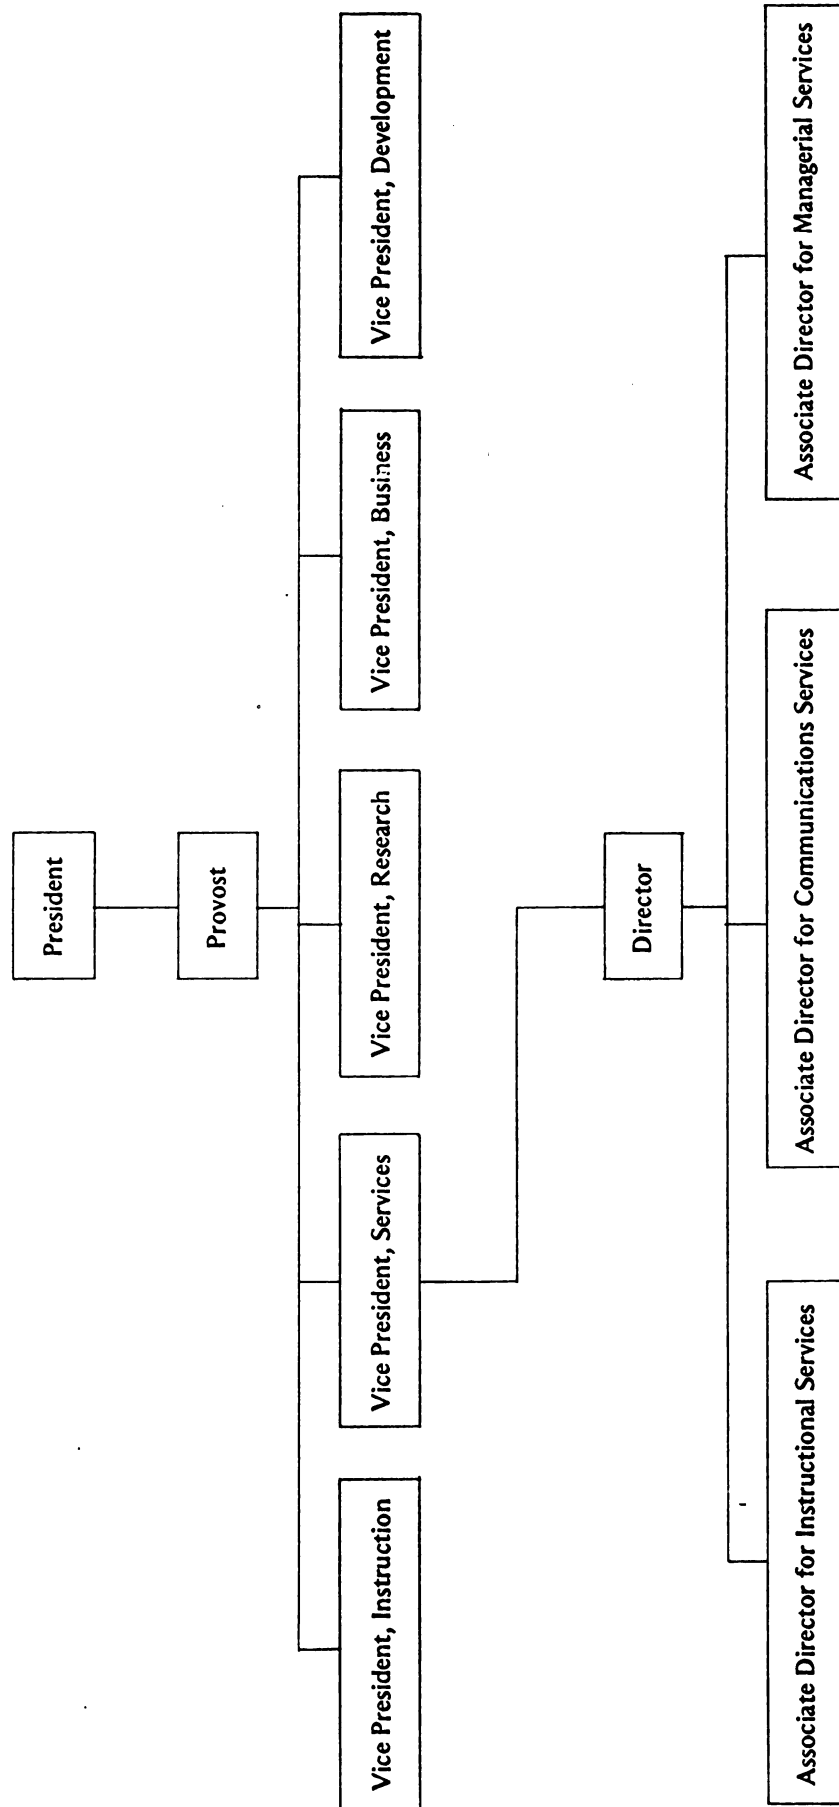 President
Provost
Vice President, Instruction
Vice President, Services
Vice President, Research
Vice President, Business
Vice President, Development
Director
Associate Director for Instructional Services
Associate Director for Communications Services
Associate Director for Managerial Services